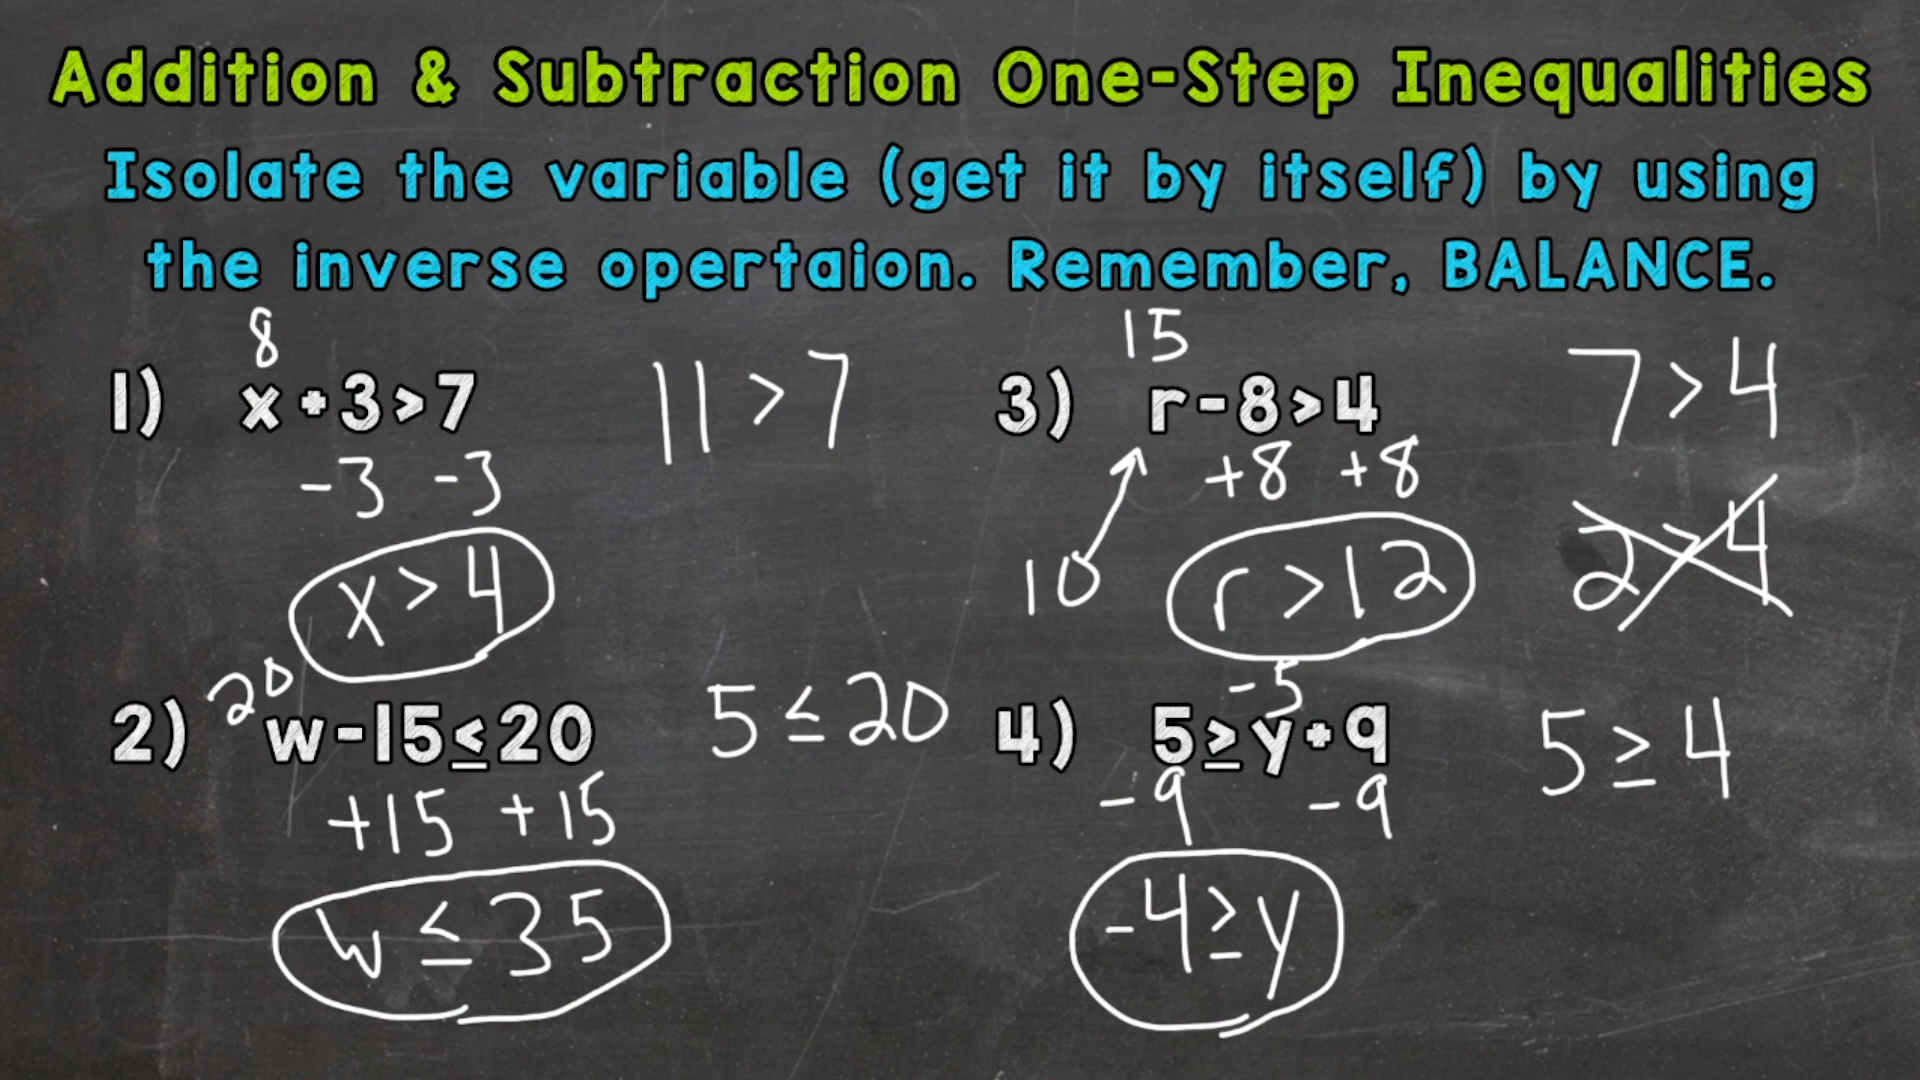 Addition & Subtraction One-Step Inequalities
Isolate the variable (get it by itself) by using
the inverse opertaion. Remember, BALANCE.
8
1) x+3>7
-3 -3
x > 4
11 > 7
20
2) w-15≤20
+15 +15
w ≤ 35
5 ≤ 20
15
3) r-8>4
+8 +8
10
r > 12
7 > 4
2 > 4
-5
4) 5≥y+9
-9 -9
-4 ≥ y
5 ≥ 4